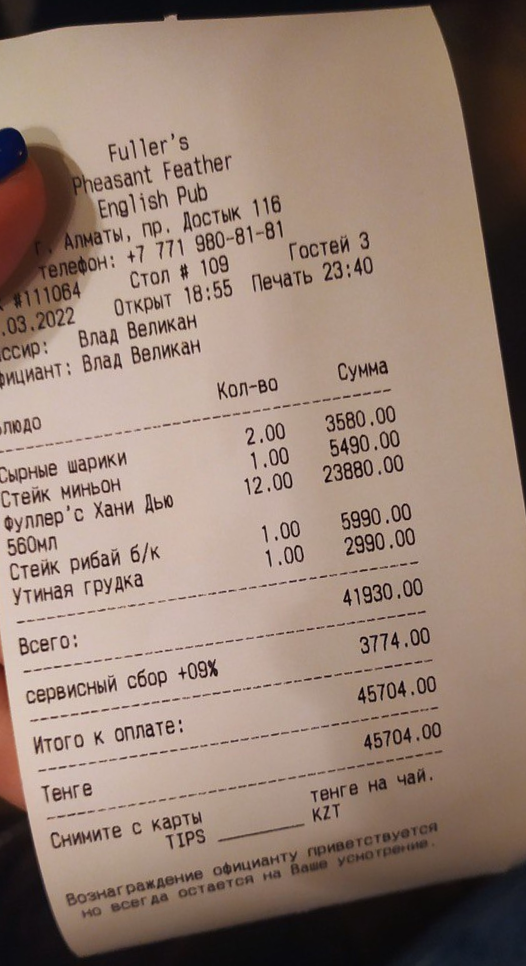 Fuller's
Pheasant Feather
English Pub
г. Алматы, пр. Достык 116
телефон: +7 771 980-81-81
#111064 Стол # 109 Гостей 3
.03.2022 Открыт 18:55 Печать 23:40
ссир: Влад Великан
фициант: Влад Великан
людо Кол-во Сумма
Сырные шарики 2.00 3580.00
Стейк миньон 1.00 5490.00
Фуллер'с Хани Дью 12.00 23880.00
560мл
Стейк рибай б/к 1.00 5990.00
Утиная грудка 1.00 2990.00
Всего: 41930.00
сервисный сбор +09% 3774.00
Итого к оплате: 45704.00
Тенге 45704.00
Снимите с карты тенге на чай.
TIPS ________ KZT
Вознаграждение официанту приветствуется
но всегда остается на Ваше усмотрение.